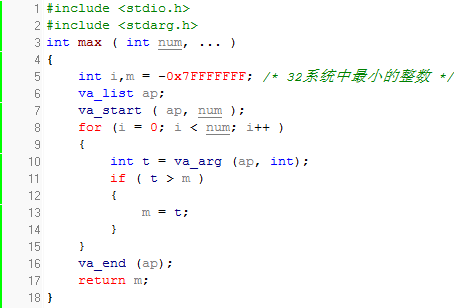 1 #include <stdio.h>
2 #include <stdarg.h>
3 int max ( int num, ... )
4 {
5     int i,m = -0x7FFFFFFF; /* 32系统中最小的整数 */
6     va_list ap;
7     va_start ( ap, num );
8     for (i = 0; i < num; i++ )
9     {
10         int t = va_arg (ap, int);
11         if ( t > m )
12         {
13             m = t;
14         }
15     }
16     va_end (ap);
17     return m;
18 }